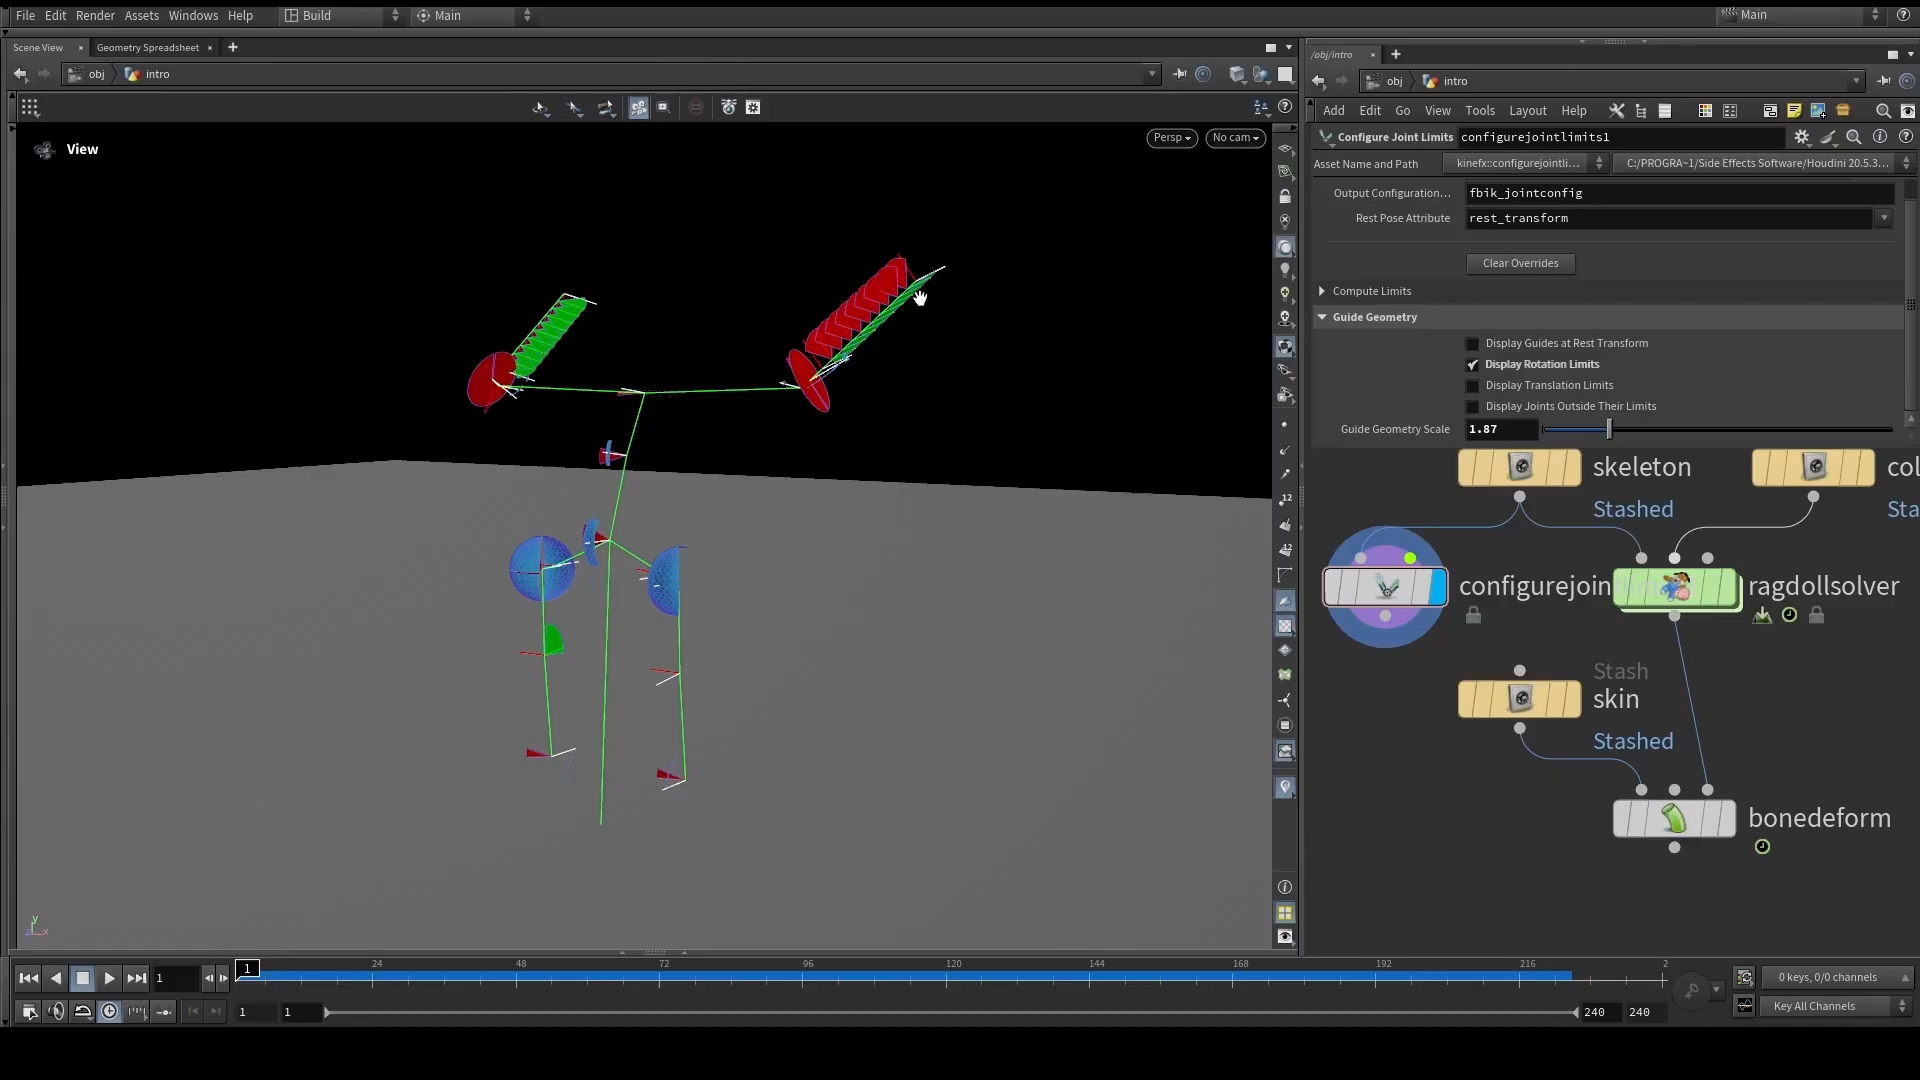 File Edit Render Assets Windows Help Build Main Main
Scene View × Geometry Spreadsheet × +
obj intro
View
Persp No cam
12
12
/obj/intro × +
obj intro
Add Edit Go View Tools Layout Help
Configure Joint Limits configurejointlimits1
Asset Name and Path kinefx::configurejointli... C:/PROGRA~1/Side Effects Software/Houdini 20.5.3...
Output Configuration... fbik_jointconfig
Rest Pose Attribute rest_transform
Clear Overrides
Compute Limits
Guide Geometry
Display Guides at Rest Transform
Display Rotation Limits
Display Translation Limits
Display Joints Outside Their Limits
Guide Geometry Scale 1.87
skeleton col
Stashed Sta
configurejoin ragdollsolver
Stash
skin
Stashed
bonedeform
y
z x
1 1 24 48 72 96 120 144 168 192 216 2 0 keys, 0/0 channels
1 1 240 240 Key All Channels